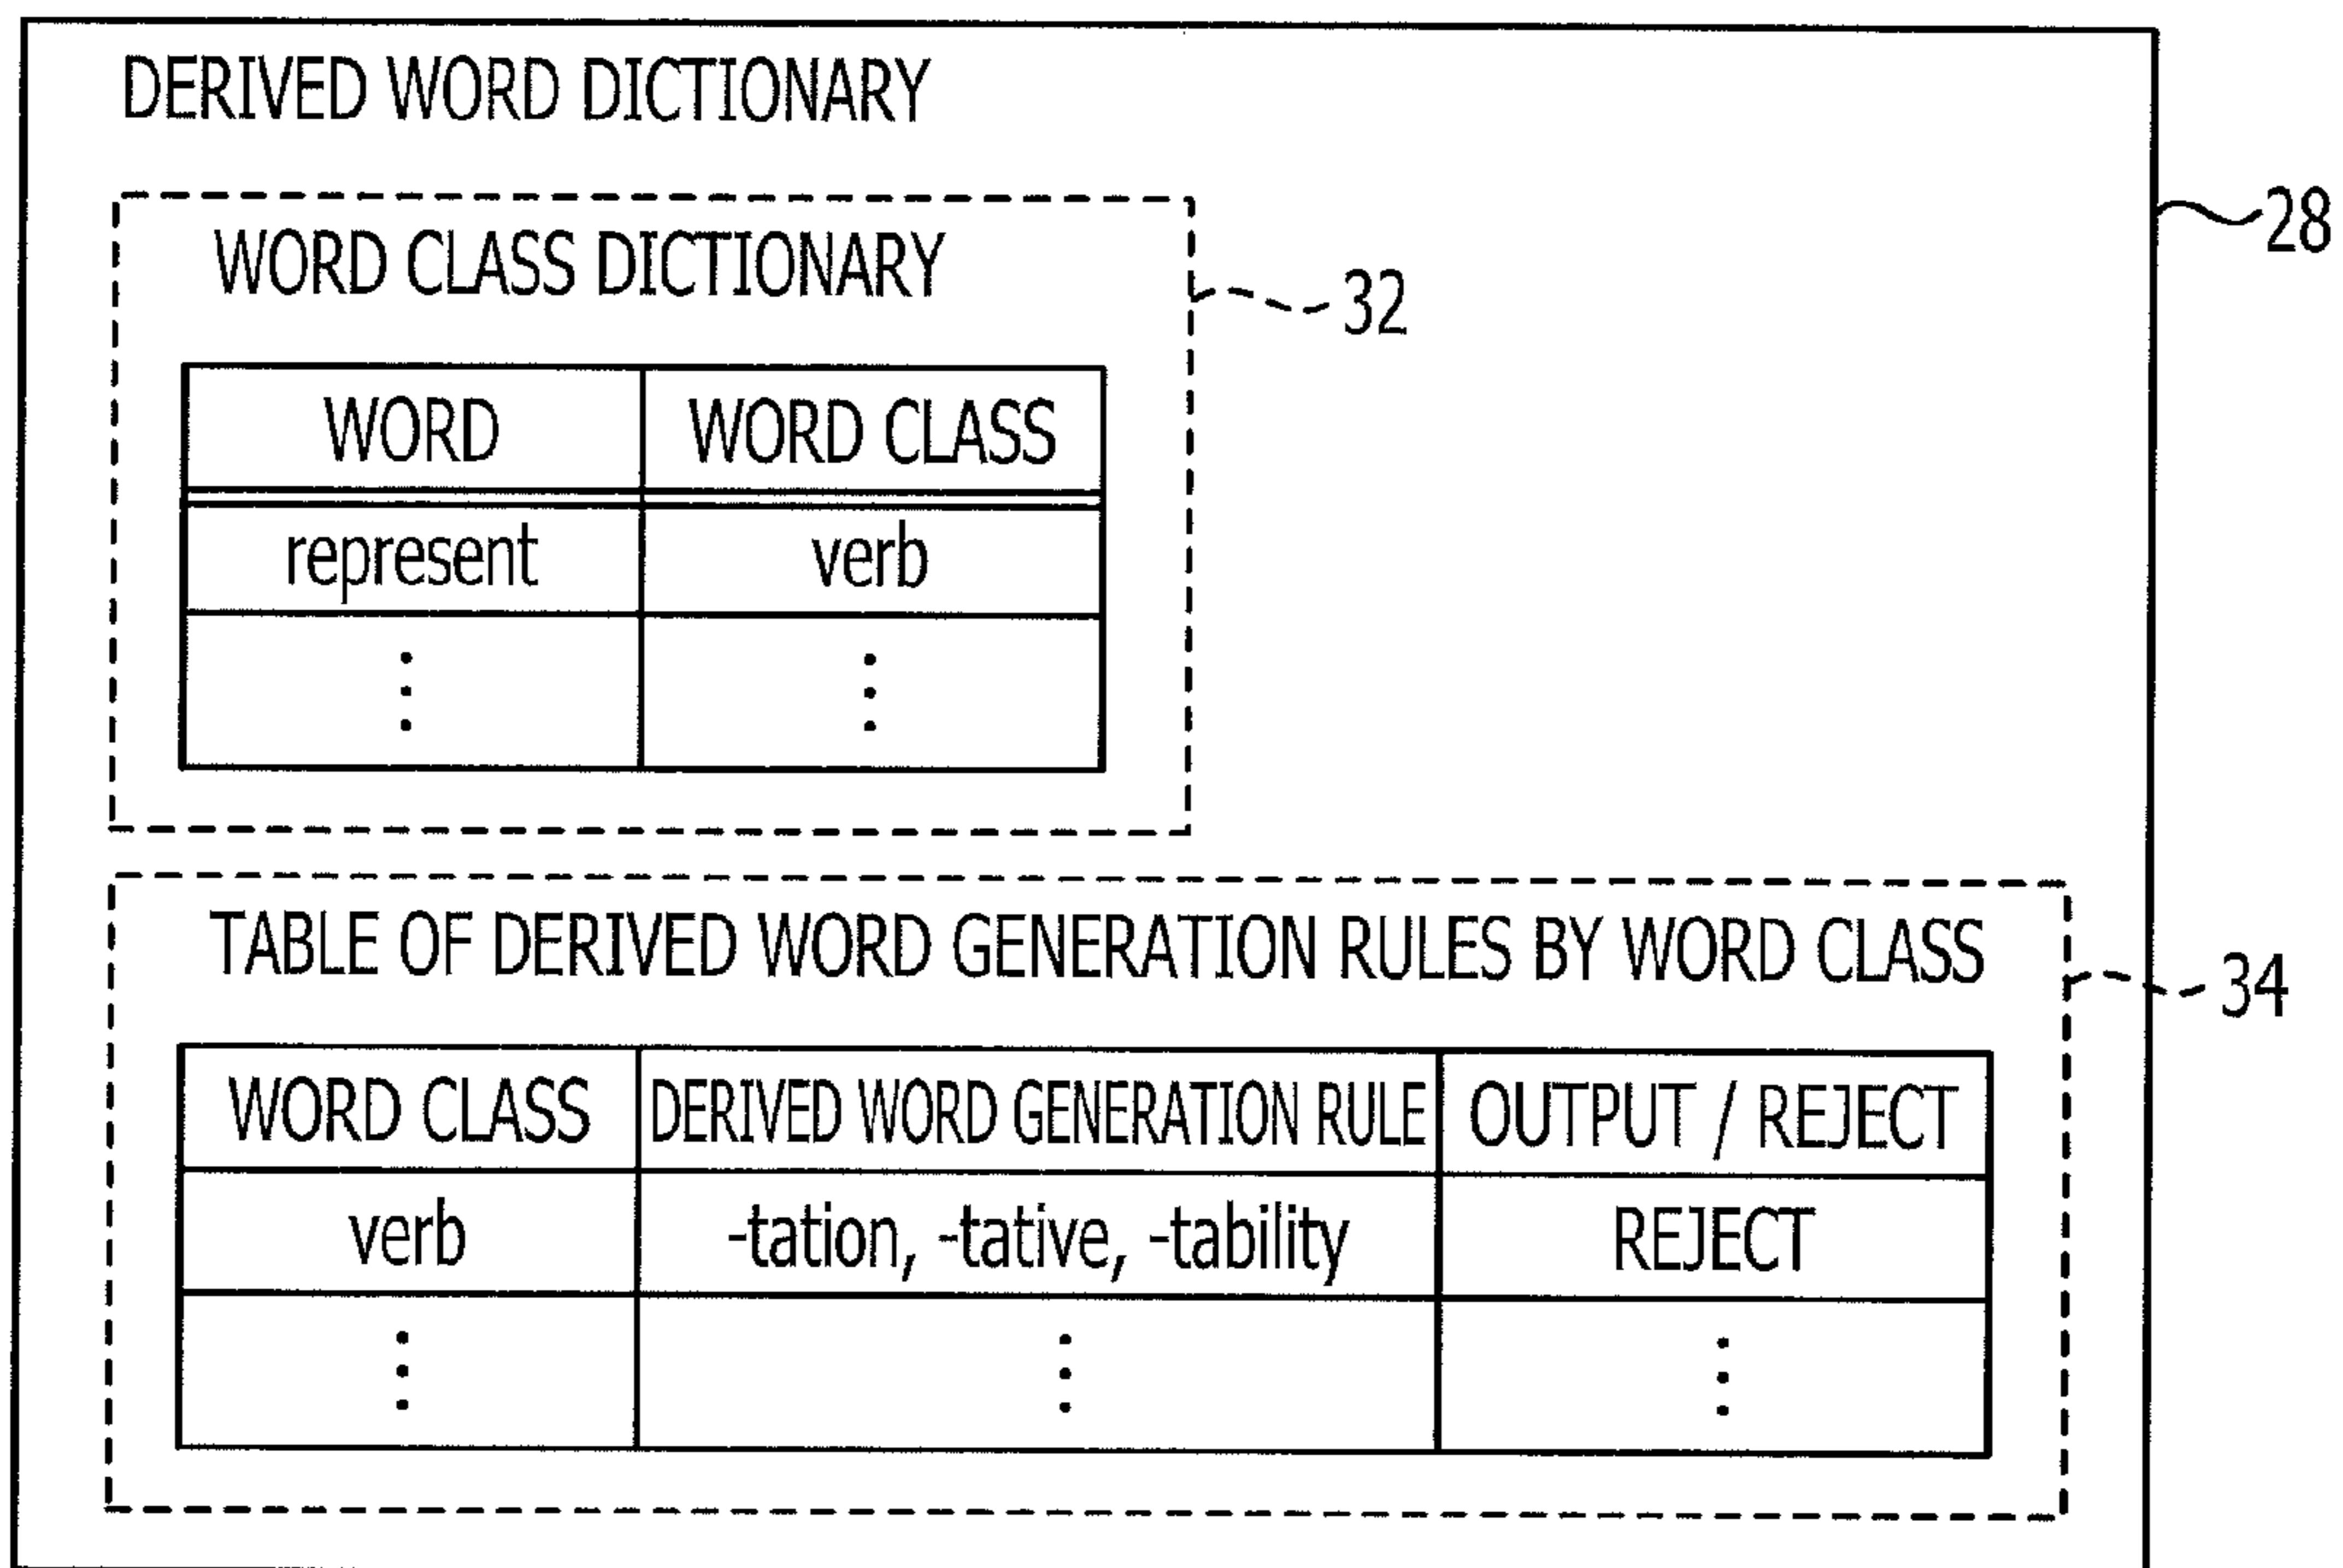 DERIVED WORD DICTIONARY
28
WORD CLASS DICTIONARY
32
WORD WORD CLASS
represent verb
TABLE OF DERIVED WORD GENERATION RULES BY WORD CLASS
34
WORD CLASS DERIVED WORD GENERATION RULE OUTPUT / REJECT
verb -tation, -tative, -tability REJECT